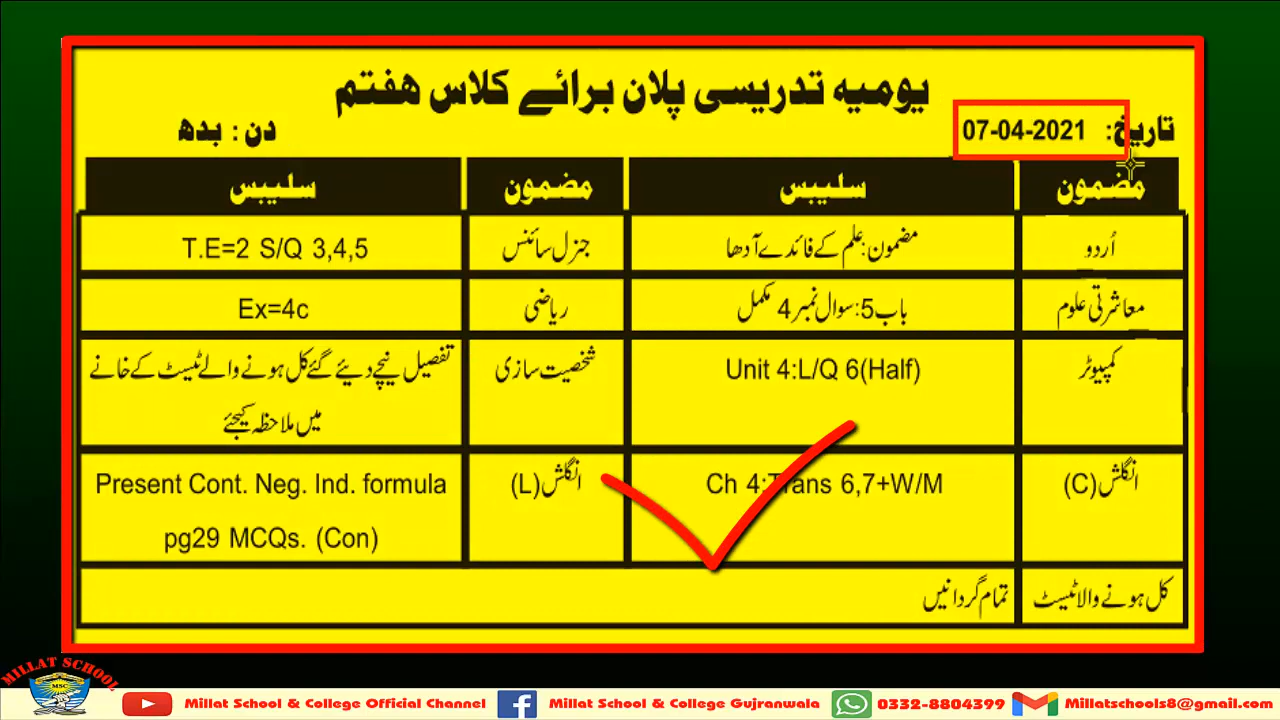 یومیہ تدریسی پلان برائے کلاس ہفتم
تاریخ: 07-04-2021
دن: بدھ
مضمون
سلیبس
مضمون
سلیبس
اُردو
مضمون: علم کے فائدے آدھا
جنرل سائنس
T.E=2 S/Q 3,4,5
معاشرتی علوم
باب 5: سوال نمبر 4 مکمل
ریاضی
Ex=4c
کمپیوٹر
Unit 4:L/Q 6(Half)
شخصیت سازی
تفصیل نیچے دیئے گئے کل ہونے والے ٹیسٹ کے خانے
میں ملاحظہ کیجئے
انگلش (C)
Ch 4:Trans 6,7+W/M
انگلش (L)
Present Cont. Neg. Ind. formula
pg29 MCQs. (Con)
کل ہونے والا ٹیسٹ
تمام گردانیں
MILLAT SCHOOL
MSC
Millat School & College Official Channel
Millat School & College Gujranwala
0332-8804399
Millatschools8@gmail.com